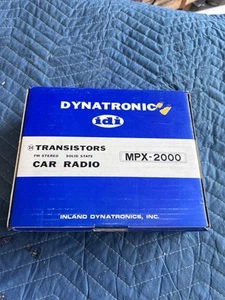 DYNATRONIC
idi
TRANSISTORS
FM STEREO SOLID STATE
CAR RADIO
MPX-2000
INLAND DYNATRONICS, INC.